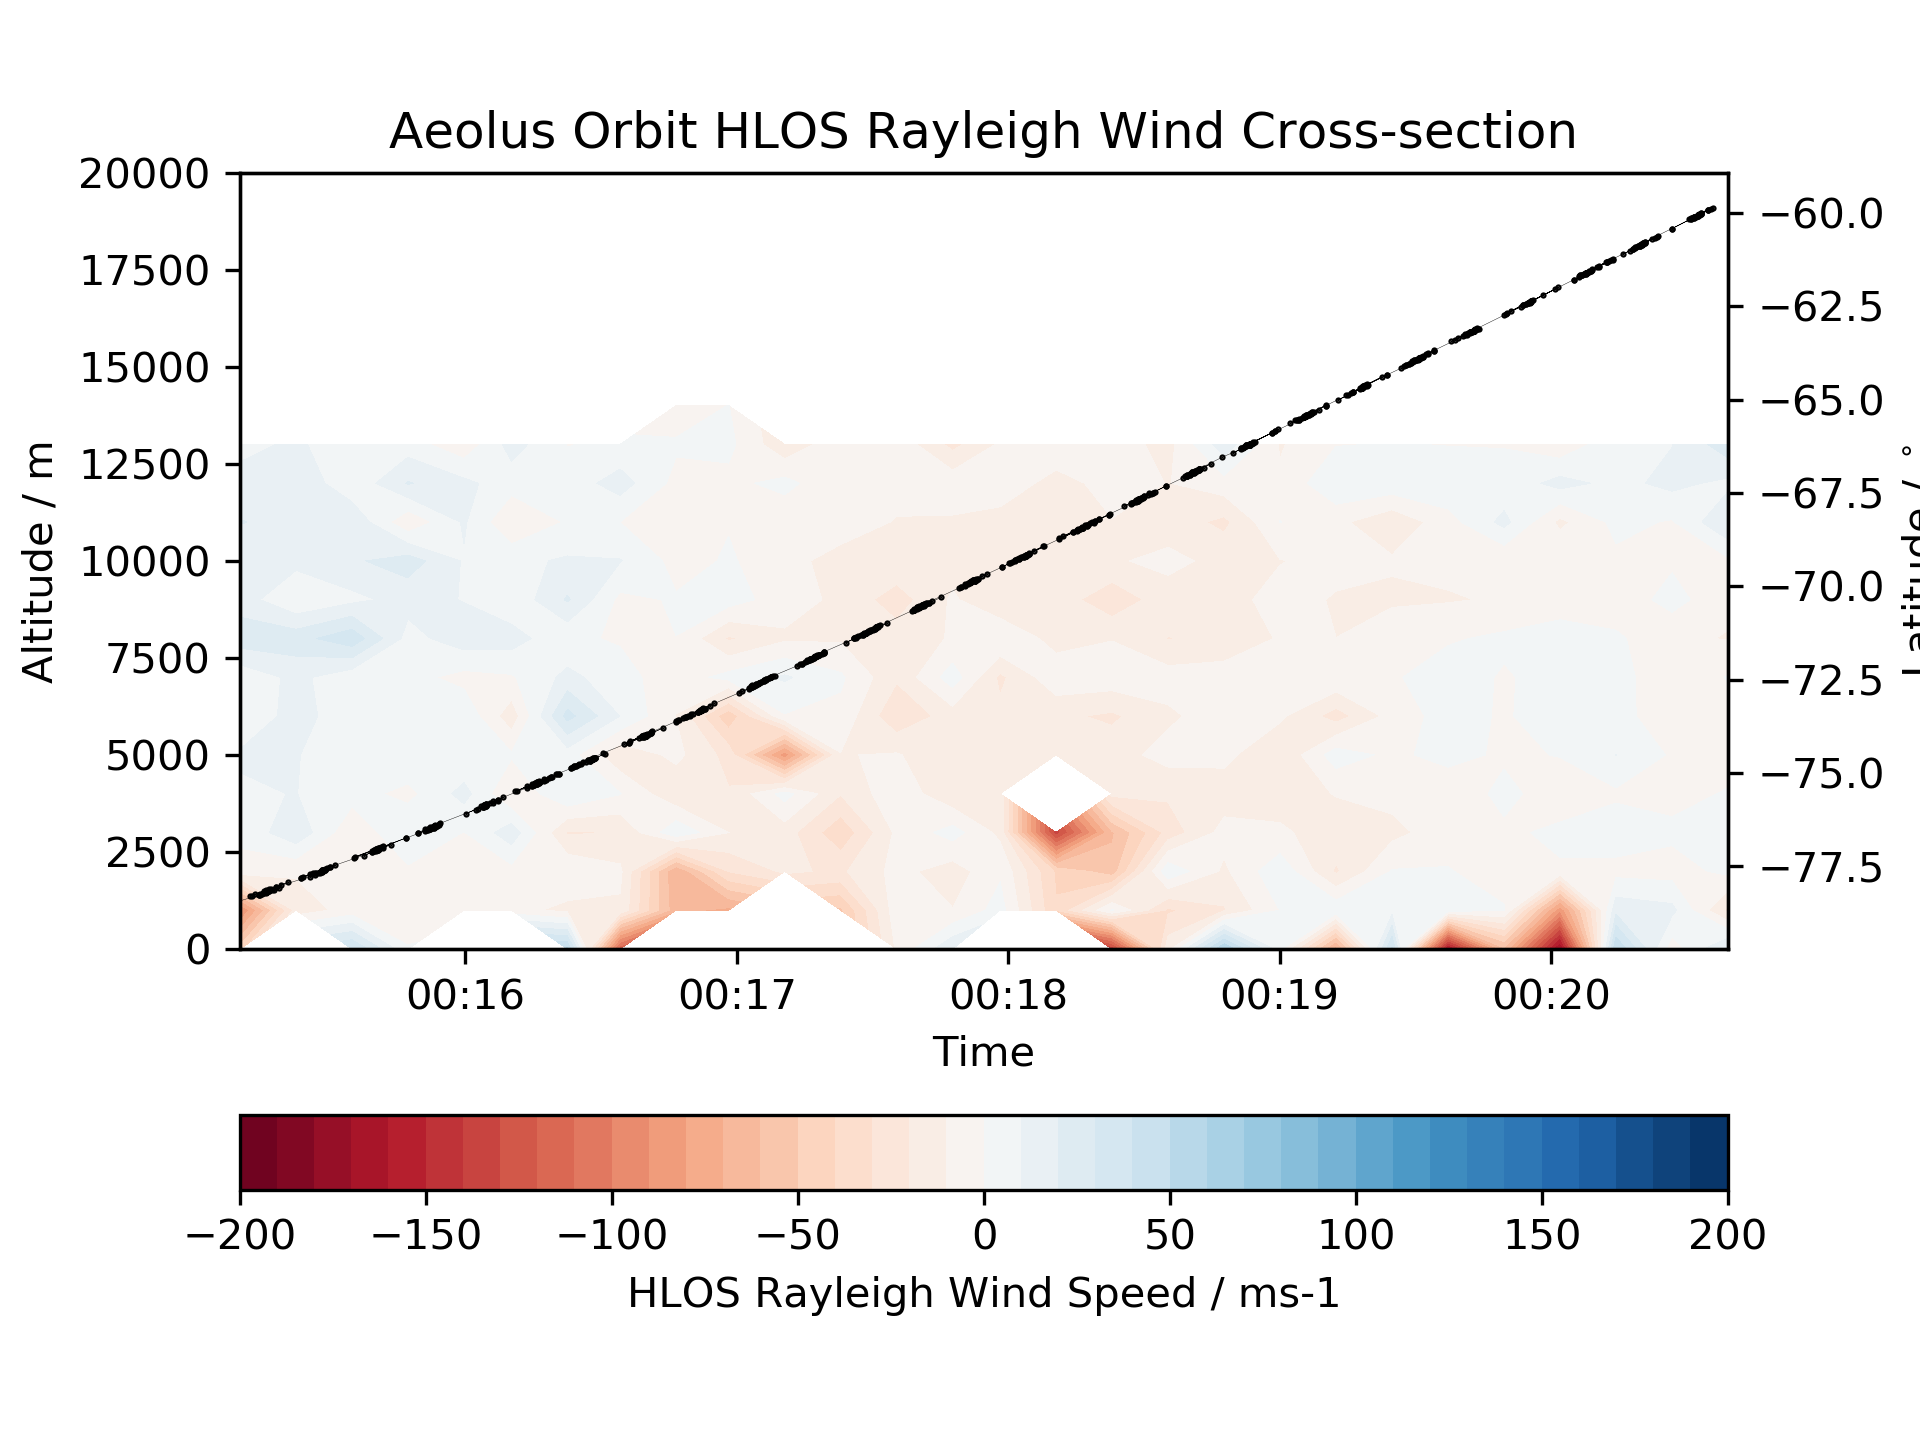 Aeolus Orbit HLOS Rayleigh Wind Cross-section
20000
17500
15000
12500
10000
7500
5000
2500
0
Altitude / m
−60.0
−62.5
−65.0
−67.5
−70.0
−72.5
−75.0
−77.5
Latitude / °
00:16 00:17 00:18 00:19 00:20
Time
−200 −150 −100 −50 0 50 100 150 200
HLOS Rayleigh Wind Speed / ms-1